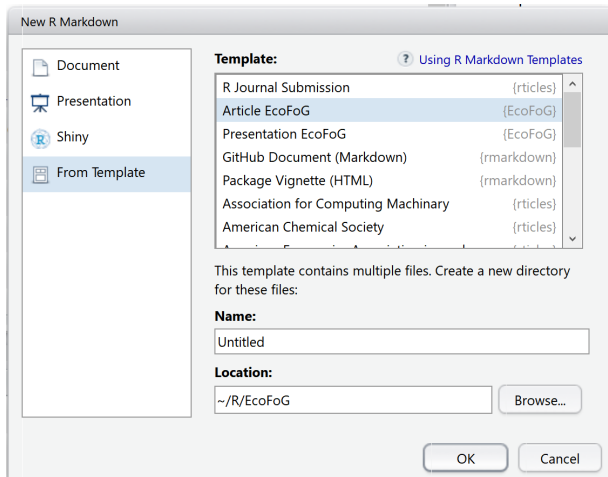 New R Markdown
Document
Presentation
Shiny
From Template
Template:
? Using R Markdown Templates
R Journal Submission {rticles}
Article EcoFoG {EcoFoG}
Presentation EcoFoG {EcoFoG}
GitHub Document (Markdown) {rmarkdown}
Package Vignette (HTML) {rmarkdown}
Association for Computing Machinary {rticles}
American Chemical Society {rticles}
This template contains multiple files. Create a new directory
for these files:
Name:
Untitled
Location:
~/R/EcoFoG
Browse...
OK
Cancel